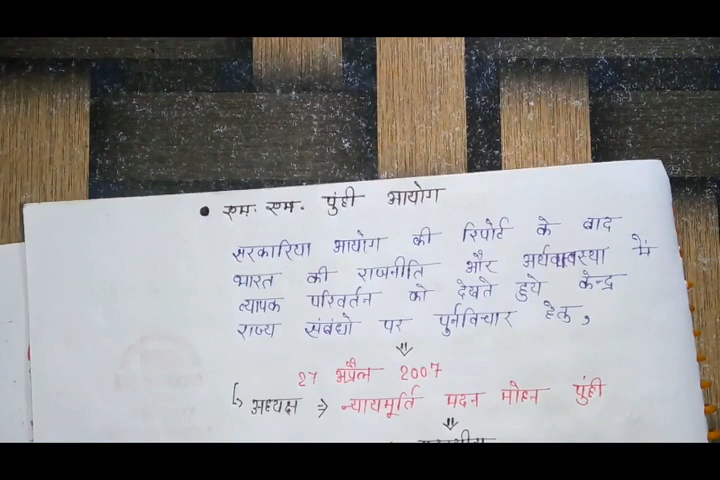 • एम. एम. पुंछी आयोग
सरकारिया आयोग की रिपोर्ट के बाद
भारत की राजनीति और अर्थव्यवस्था में
व्यापक परिवर्तन को देखते हुये केन्द्र
राज्य संबंधो पर पुर्नविचार हेतु,
⇓
27 अप्रैल 2007
↳ अध्यक्ष ⇒ न्यायमूर्ति मदन मोहन पुंछी
⇓